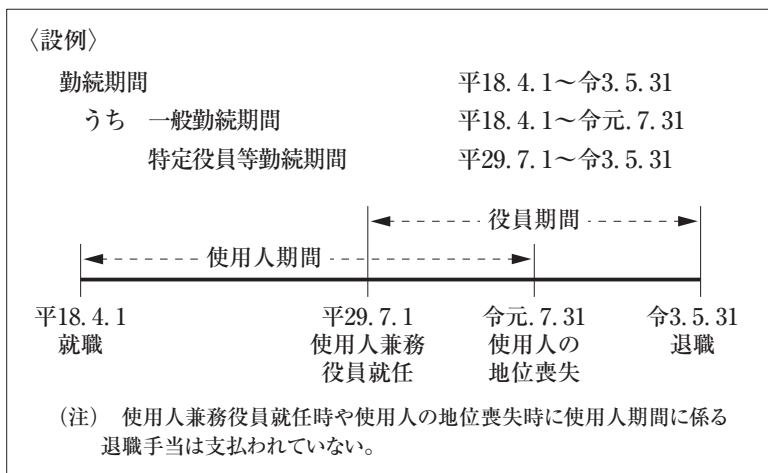 〈設例〉
勤続期間 平18. 4. 1～令3. 5. 31
うち 一般勤続期間 平18. 4. 1～令元. 7. 31
特定役員等勤続期間 平29. 7. 1～令3. 5. 31
役員期間
使用人期間
平18. 4. 1 平29. 7. 1 令元. 7. 31 令3. 5. 31
就職 使用人兼務 使用人の 退職
役員就任 地位喪失
（注） 使用人兼務役員就任時や使用人の地位喪失時に使用人期間に係る
退職手当は支払われていない。